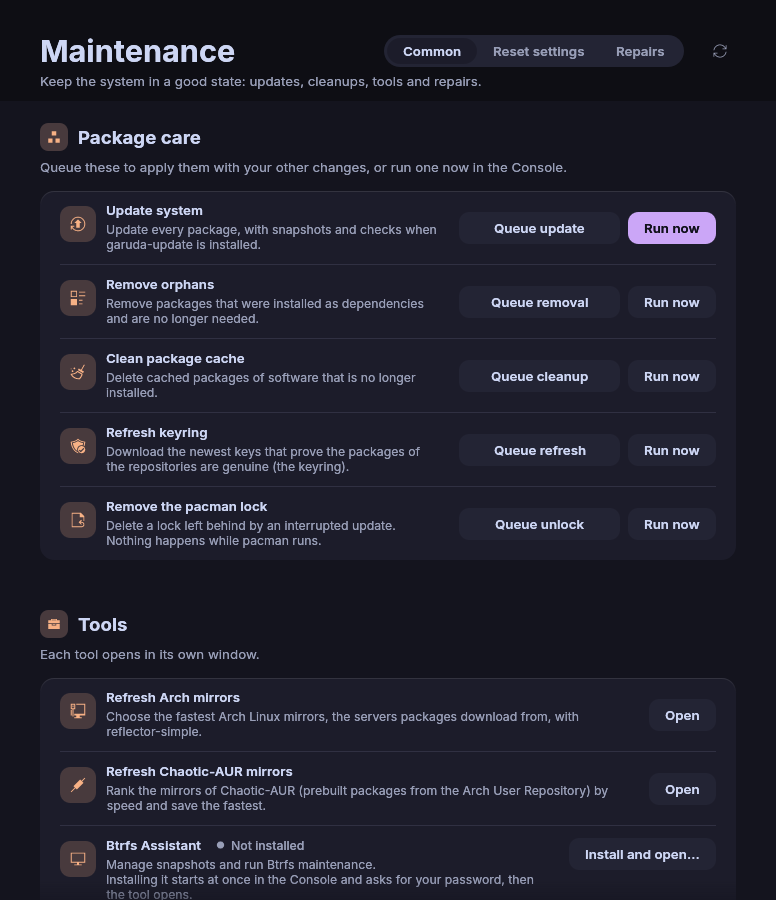 Maintenance
Common
Reset settings
Repairs
Keep the system in a good state: updates, cleanups, tools and repairs.
Package care
Queue these to apply them with your other changes, or run one now in the Console.
Update system
Update every package, with snapshots and checks when
garuda-update is installed.
Queue update
Run now
Remove orphans
Remove packages that were installed as dependencies
and are no longer needed.
Queue removal
Run now
Clean package cache
Delete cached packages of software that is no longer
installed.
Queue cleanup
Run now
Refresh keyring
Download the newest keys that prove the packages of
the repositories are genuine (the keyring).
Queue refresh
Run now
Remove the pacman lock
Delete a lock left behind by an interrupted update.
Nothing happens while pacman runs.
Queue unlock
Run now
Tools
Each tool opens in its own window.
Refresh Arch mirrors
Choose the fastest Arch Linux mirrors, the servers packages download from, with
reflector-simple.
Open
Refresh Chaotic-AUR mirrors
Rank the mirrors of Chaotic-AUR (prebuilt packages from the Arch User Repository) by
speed and save the fastest.
Open
Btrfs Assistant
Not installed
Manage snapshots and run Btrfs maintenance.
Installing it starts at once in the Console and asks for your password, then
the tool opens.
Install and open…